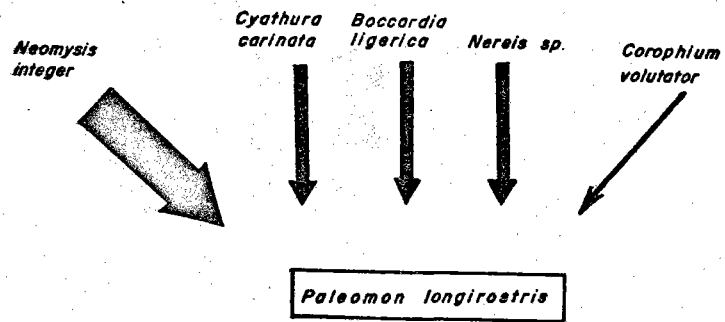 Neomysis
integer
Cyathura
carinata
Boccardia
ligerica
Nereis sp.
Corophium
volutator
Paleomon longirostris